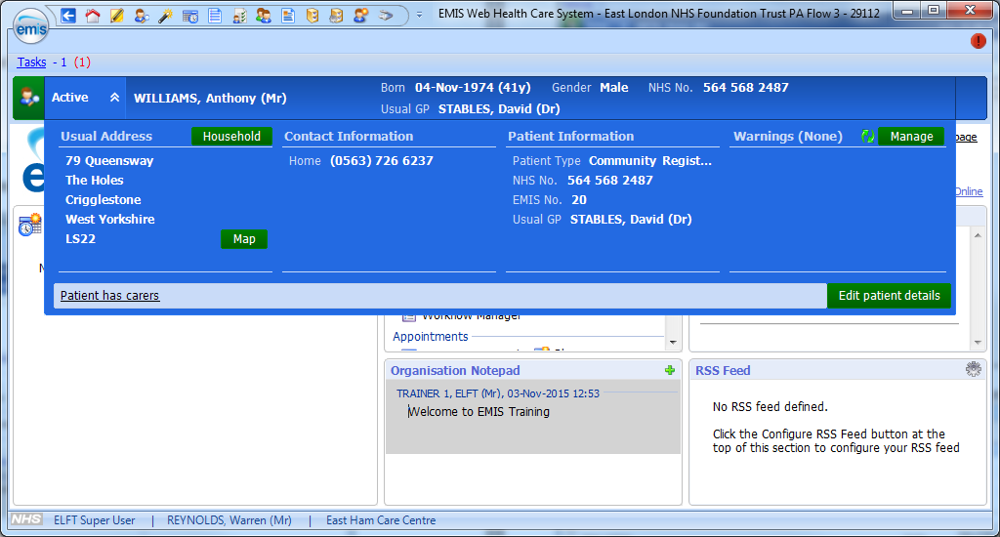 EMIS Web Health Care System - East London NHS Foundation Trust PA Flow 3 - 29112
emis
Tasks - 1 (1)
Active WILLIAMS, Anthony (Mr) Born 04-Nov-1974 (41y) Gender Male NHS No. 564 568 2487
Usual GP STABLES, David (Dr)
Usual Address Household
79 Queensway
The Holes
Crigglestone
West Yorkshire
LS22 Map
Contact Information
Home (0563) 726 6237
Patient Information
Patient Type Community Regist...
NHS No. 564 568 2487
EMIS No. 20
Usual GP STABLES, David (Dr)
Warnings (None) Manage
page
Online
Patient has carers Edit patient details
Workflow Manager
Appointments
Organisation Notepad
TRAINER 1, ELFT (Mr), 03-Nov-2015 12:53
Welcome to EMIS Training
RSS Feed
No RSS feed defined.
Click the Configure RSS Feed button at the
top of this section to configure your RSS feed
NHS ELFT Super User | REYNOLDS, Warren (Mr) | East Ham Care Centre